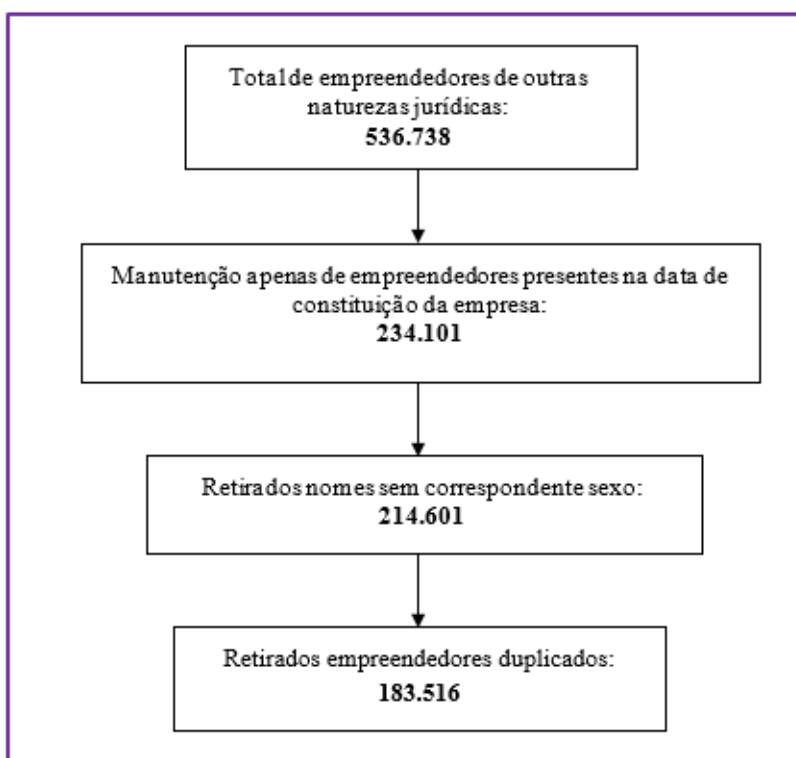 Total de empreendedores de outras
naturezas jurídicas:
536.738
Manutenção apenas de empreendedores presentes na data de
constituição da empresa:
234.101
Retirados nomes sem correspondente sexo:
214.601
Retirados empreendedores duplicados:
183.516